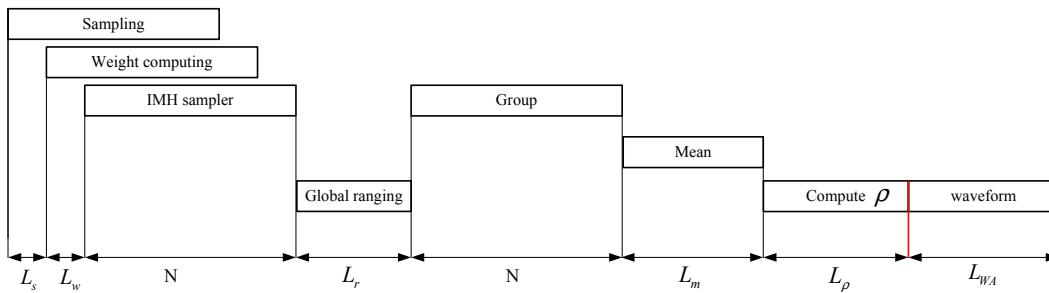 Sampling
Weight computing
IMH sampler
Group
Mean
Global ranging
Compute ρ
waveform
L_s
L_w
N
L_r
N
L_m
L_ρ
L_WA